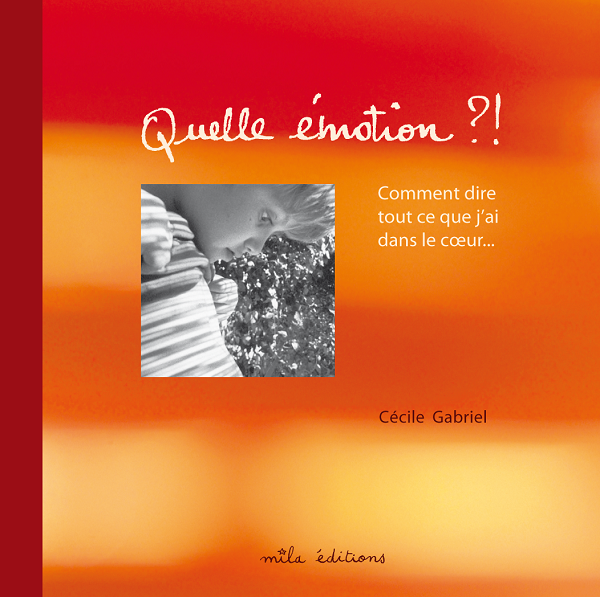 Quelle émotion ?!
Comment dire
tout ce que j'ai
dans le cœur...
Cécile Gabriel
mila éditions